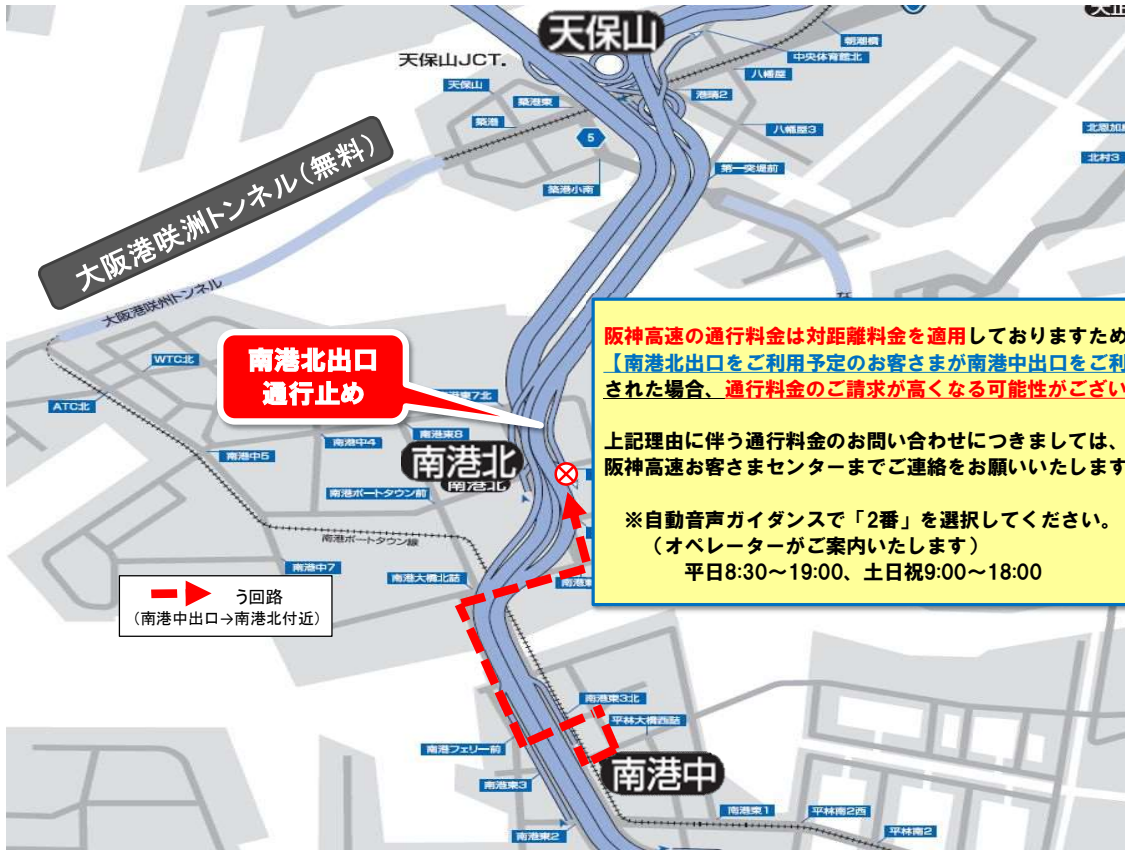 天保山
天保山JCT.
朝潮橋
中央体育館北
八幡屋
天保山
築港東
港晴2
築港
5
八幡屋3
北村3
第一突堤前
築港小南
大阪港咲洲トンネル(無料)
大阪港咲州トンネル
な
WTC北
ATC北
南港北出口
通行止め
東7北
南港中4
南港東8
南港中5
南港北
南港北
南港ポートタウン前
南港ポートタウン線
南港中7
南港大橋北詰
南港東
阪神高速の通行料金は対距離料金を適用しておりますため
【南港北出口をご利用予定のお客さまが南港中出口をご利
された場合、通行料金のご請求が高くなる可能性がござい
上記理由に伴う通行料金のお問い合わせにつきましては、
阪神高速お客さまセンターまでご連絡をお願いいたします
※自動音声ガイダンスで「2番」を選択してください。
（オペレーターがご案内いたします）
平日8:30～19:00、土日祝9:00～18:00
う回路
(南港中出口→南港北付近)
南港東3北
平林大橋西詰
南港フェリー前
南港中
南港東3
南港東1
平林南2西
南港東2
平林南2